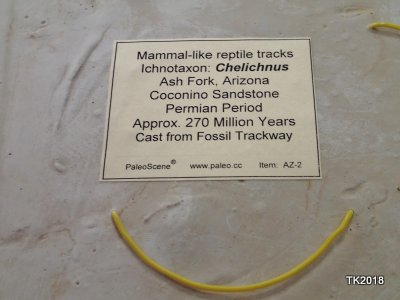 Mammal-like reptile tracks
Ichnotaxon: Chelichnus
Ash Fork, Arizona
Coconino Sandstone
Permian Period
Approx. 270 Million Years
Cast from Fossil Trackway
PaleoScene® www.paleo.cc Item: AZ-2
TK2018